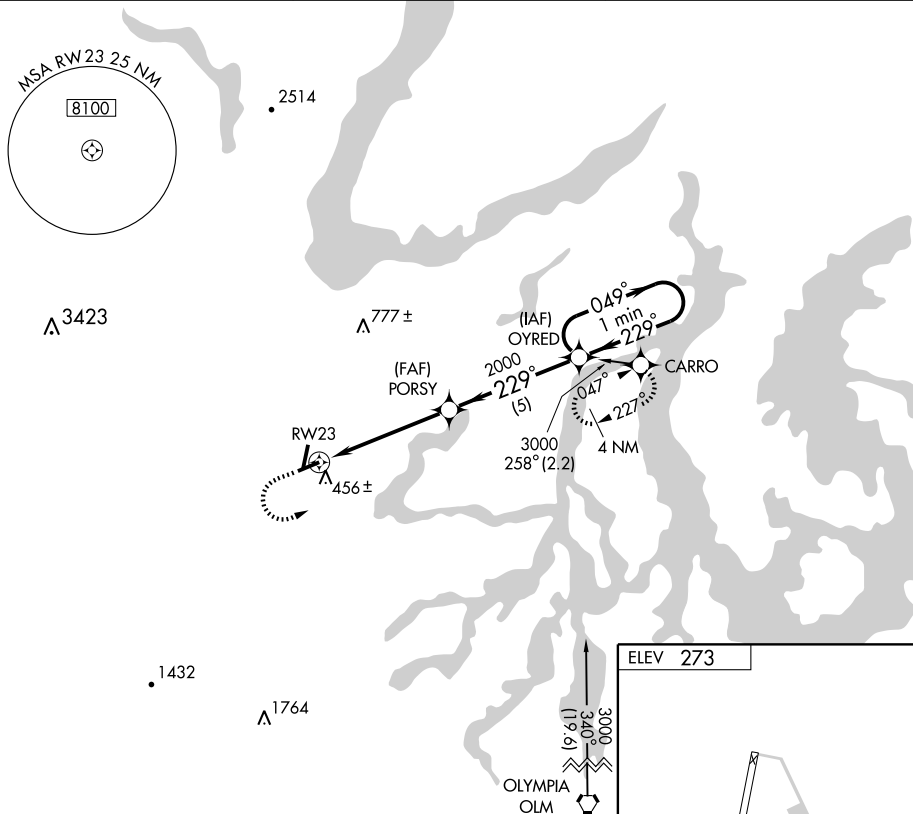 MSA RW23 25 NM
8100
2514
3423
777 ±
(IAF)
OYRED
049°
1 min
229°
(FAF)
PORSY
2000
229°
(5)
CARRO
047°
227°
4 NM
3000
258° (2.2)
RW23
456 ±
1432
1764
3000
340°
(19.6)
OLYMPIA
OLM
ELEV 273